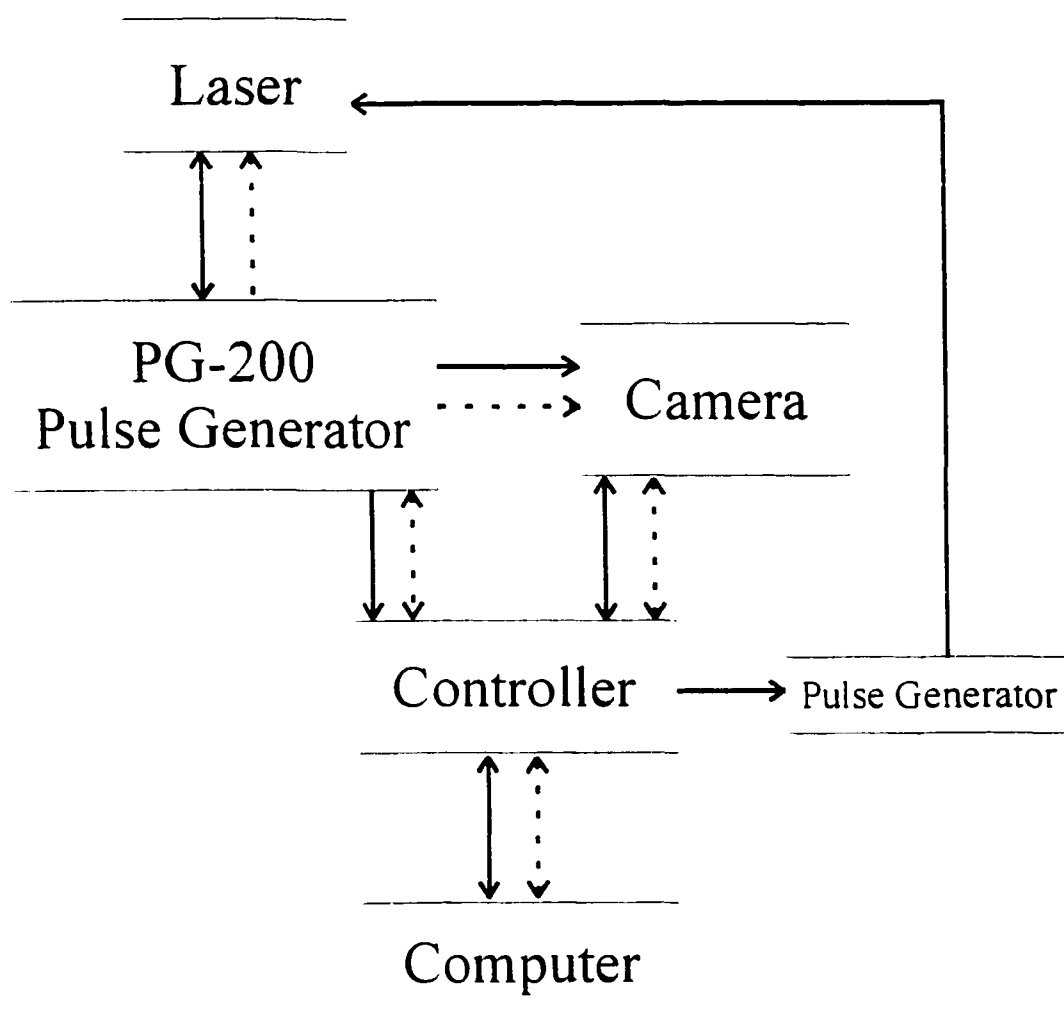 Laser
PG-200
Pulse Generator
Camera
Controller
Pulse Generator
Computer